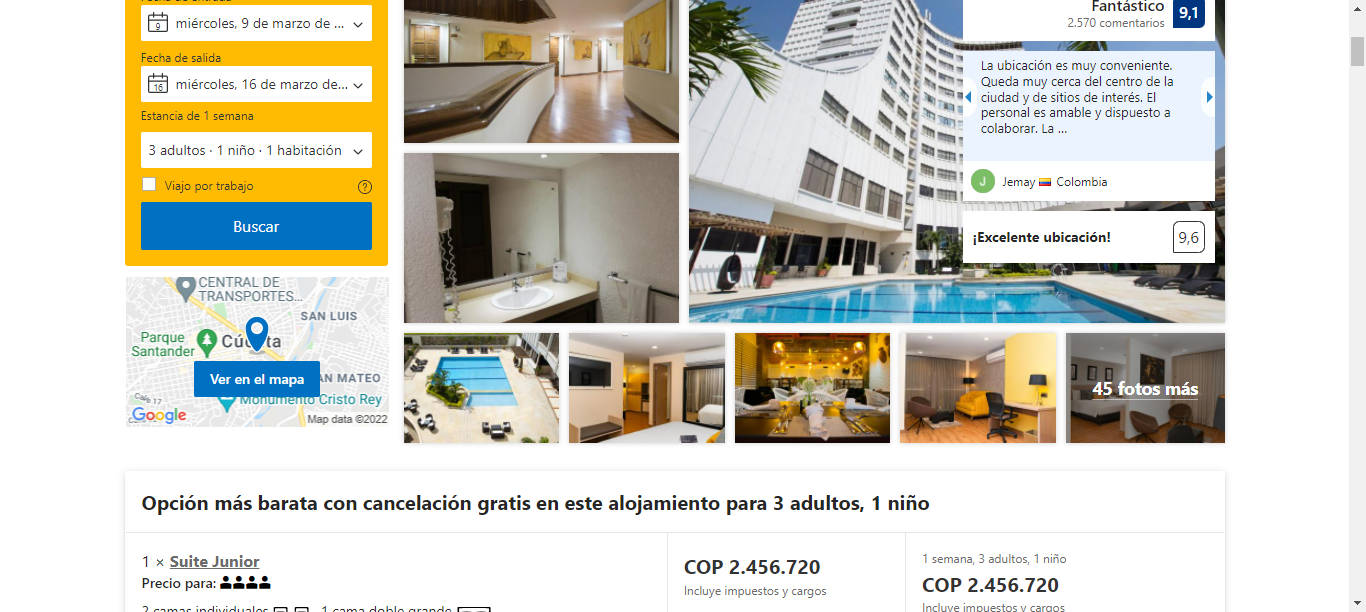 9
miércoles, 9 de marzo de ...
Fecha de salida
16
miércoles, 16 de marzo de...
Estancia de 1 semana
3 adultos · 1 niño · 1 habitación
Viajo por trabajo
?
Buscar
CENTRAL DE
TRANSPORTES...
SAN LUIS
Parque
Santander
Ver en el mapa
Monumento Cristo Rey
Calle 17
Google
Map data ©2022
Fantástico
2.570 comentarios
9,1
La ubicación es muy conveniente.
Queda muy cerca del centro de la
ciudad y de sitios de interés. El
personal es amable y dispuesto a
colaborar. La ...
J
Jemay Colombia
¡Excelente ubicación!
9,6
45 fotos más
Opción más barata con cancelación gratis en este alojamiento para 3 adultos, 1 niño
1 × Suite Junior
Precio para:
2 camas individuales
1 cama doble grande
COP 2.456.720
Incluye impuestos y cargos
1 semana, 3 adultos, 1 niño
COP 2.456.720
Incluye impuestos y cargos